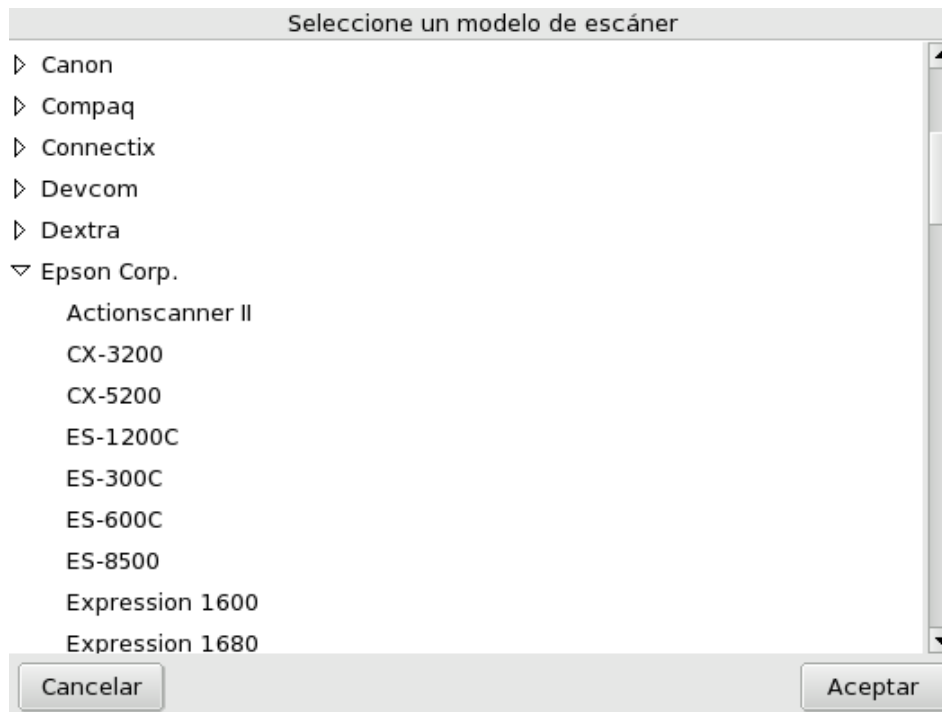 Seleccione un modelo de escáner
Canon
Compaq
Connectix
Devcom
Dextra
Epson Corp.
Actionscanner II
CX-3200
CX-5200
ES-1200C
ES-300C
ES-600C
ES-8500
Expression 1600
Expression 1680
Cancelar
Aceptar